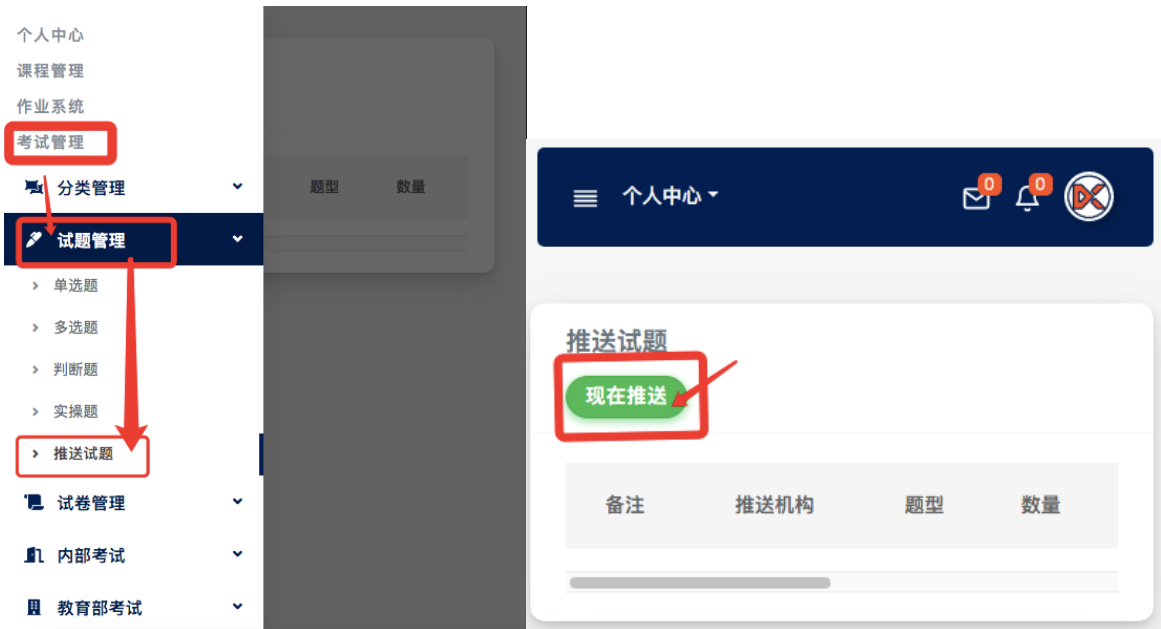 个人中心
课程管理
作业系统
考试管理
分类管理
试题管理
单选题
多选题
判断题
实操题
推送试题
试卷管理
内部考试
教育部考试
题型 数量
个人中心
0 0
DC
推送试题
现在推送
备注 推送机构 题型 数量